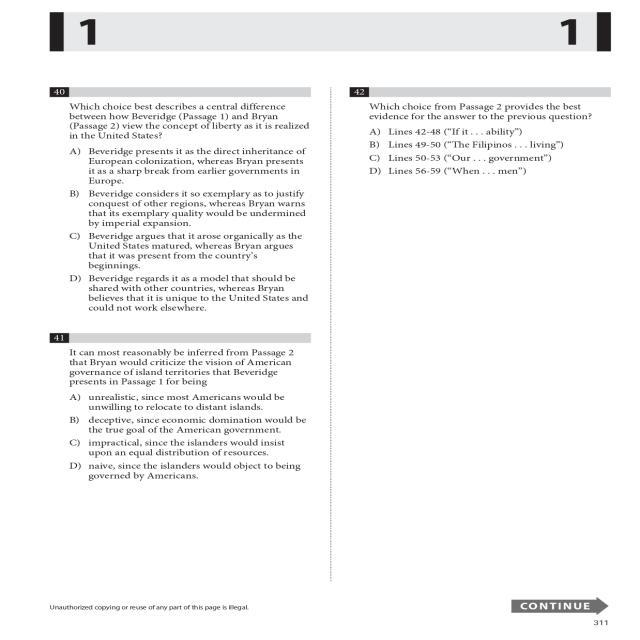 1
1
40
Which choice best describes a central difference
between how Beveridge (Passage 1) and Bryan
(Passage 2) view the concept of liberty as it is realized
in the United States?
A) Beveridge presents it as the direct inheritance of
European colonization, whereas Bryan presents
it as a sharp break from earlier governments in
Europe.
B) Beveridge considers it so exemplary as to justify
conquest of other regions, whereas Bryan warns
that its exemplary quality would be undermined
by imperial expansion.
C) Beveridge argues that it arose organically as the
United States matured, whereas Bryan argues
that it was present from the country's
beginnings.
D) Beveridge regards it as a model that should be
shared with other countries, whereas Bryan
believes that it is unique to the United States and
could not work elsewhere.
41
It can most reasonably be inferred from Passage 2
that Bryan would criticize the vision of American
governance of island territories that Beveridge
presents in Passage 1 for being
A) unrealistic, since most Americans would be
unwilling to relocate to distant islands.
B) deceptive, since economic domination would be
the true goal of the American government.
C) impractical, since the islanders would insist
upon an equal distribution of resources.
D) naive, since the islanders would object to being
governed by Americans.
42
Which choice from Passage 2 provides the best
evidence for the answer to the previous question?
A) Lines 42-48 ("If it . . . ability")
B) Lines 49-50 ("The Filipinos . . . living")
C) Lines 50-53 ("Our . . . government")
D) Lines 56-59 ("When . . . men")
Unauthorized copying or reuse of any part of this page is illegal.
CONTINUE
311